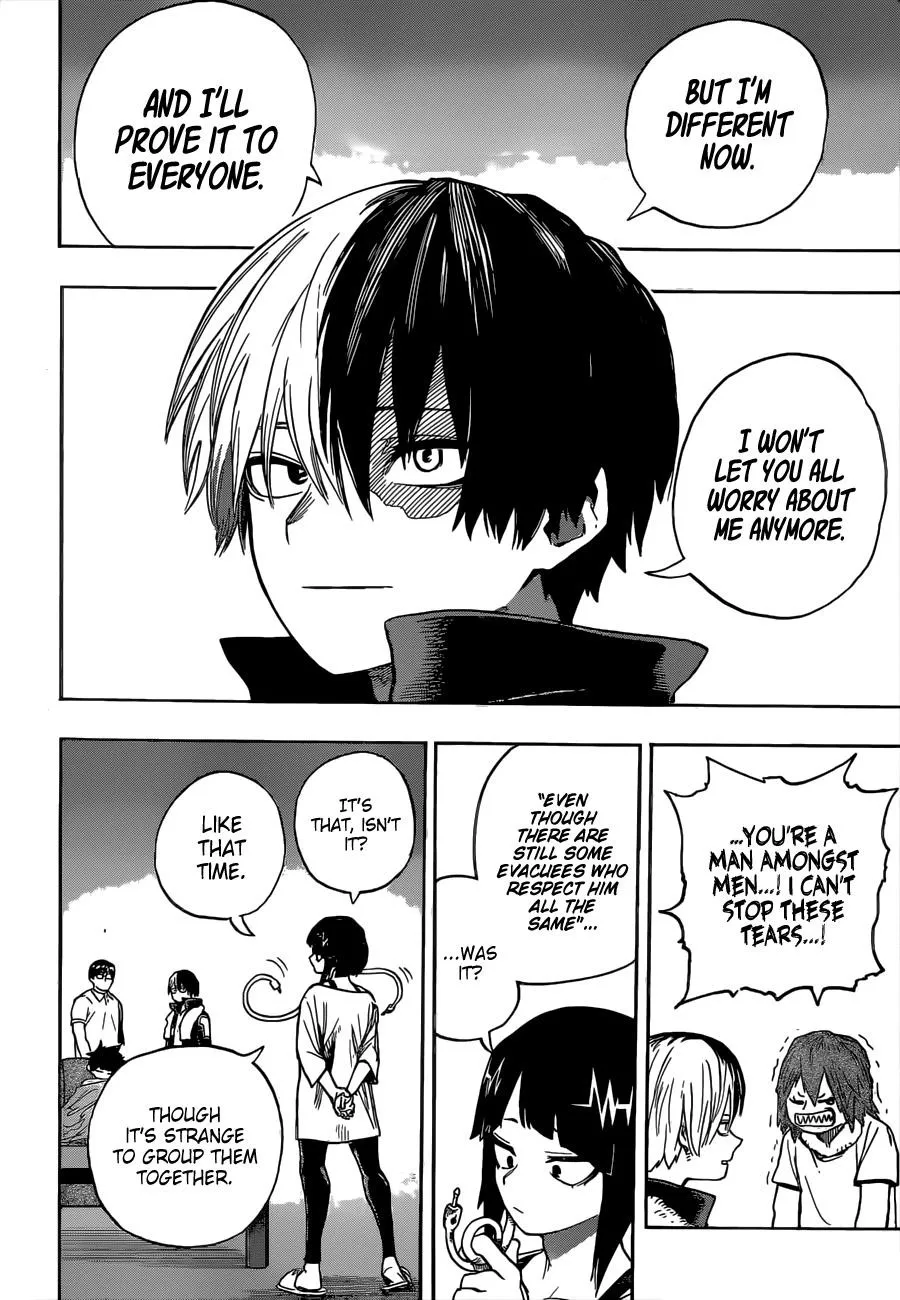 BUT I'M
DIFFERENT
NOW.
AND I'LL
PROVE IT TO
EVERYONE.
I WON'T
LET YOU ALL
WORRY ABOUT
ME ANYMORE.
...YOU'RE A
MAN AMONGST
MEN...! I CAN'T
STOP THESE
TEARS...!
"EVEN
THOUGH
THERE ARE
STILL SOME
EVACUEES WHO
RESPECT HIM
ALL THE
SAME"...
...WAS
IT?
IT'S
THAT, ISN'T
IT?
LIKE
THAT
TIME.
THOUGH
IT'S STRANGE
TO GROUP THEM
TOGETHER.